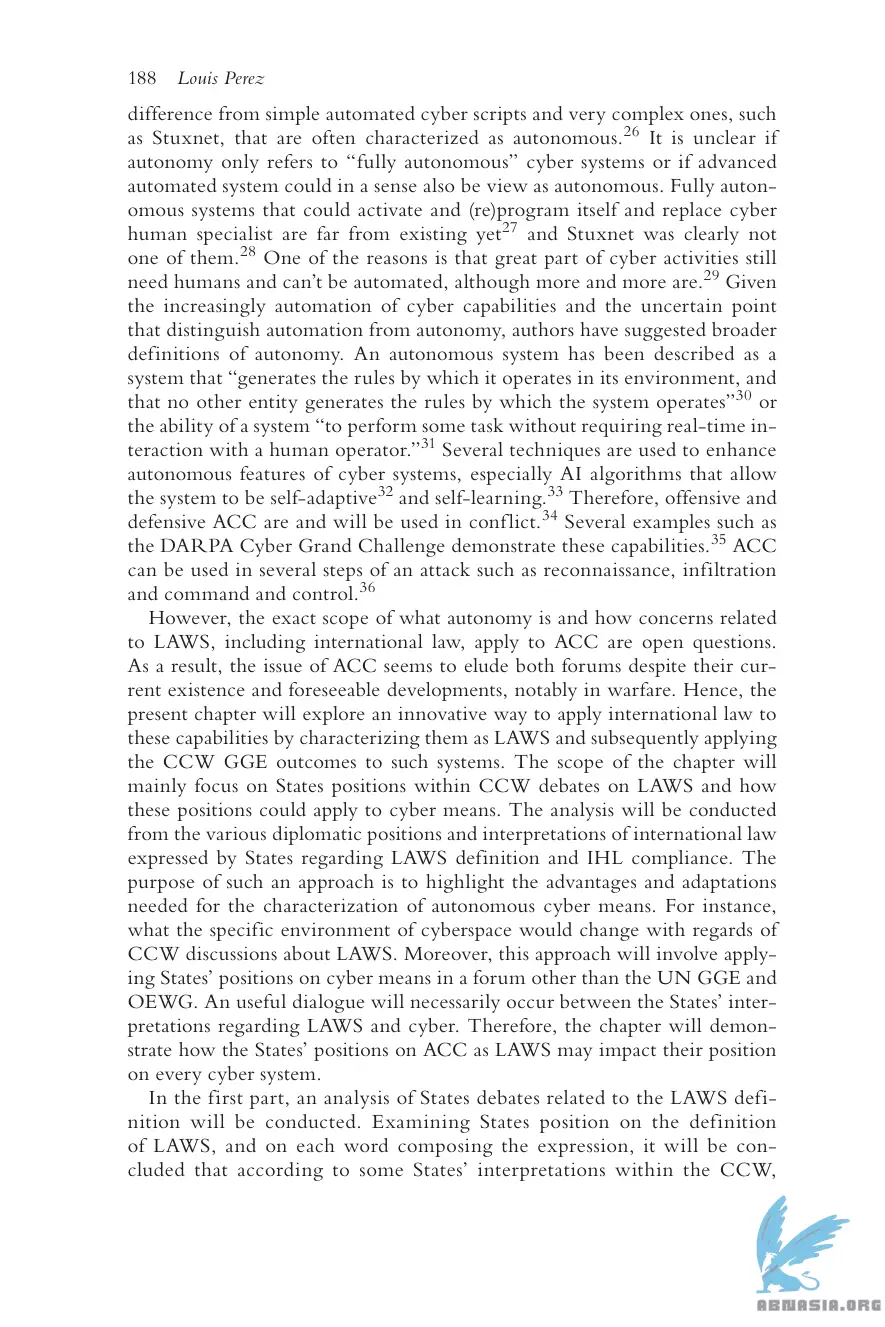 188 Louis Perez
difference from simple automated cyber scripts and very complex ones, such
as Stuxnet, that are often characterized as autonomous.26 It is unclear if
autonomy only refers to “fully autonomous” cyber systems or if advanced
automated system could in a sense also be view as autonomous. Fully auton-
omous systems that could activate and (re)program itself and replace cyber
human specialist are far from existing yet27 and Stuxnet was clearly not
one of them.28 One of the reasons is that great part of cyber activities still
need humans and can’t be automated, although more and more are.29 Given
the increasingly automation of cyber capabilities and the uncertain point
that distinguish automation from autonomy, authors have suggested broader
definitions of autonomy. An autonomous system has been described as a
system that “generates the rules by which it operates in its environment, and
that no other entity generates the rules by which the system operates”30 or
the ability of a system “to perform some task without requiring real-time in-
teraction with a human operator.”31 Several techniques are used to enhance
autonomous features of cyber systems, especially AI algorithms that allow
the system to be self-adaptive32 and self-learning.33 Therefore, offensive and
defensive ACC are and will be used in conflict.34 Several examples such as
the DARPA Cyber Grand Challenge demonstrate these capabilities.35 ACC
can be used in several steps of an attack such as reconnaissance, infiltration
and command and control.36
However, the exact scope of what autonomy is and how concerns related
to LAWS, including international law, apply to ACC are open questions.
As a result, the issue of ACC seems to elude both forums despite their cur-
rent existence and foreseeable developments, notably in warfare. Hence, the
present chapter will explore an innovative way to apply international law to
these capabilities by characterizing them as LAWS and subsequently applying
the CCW GGE outcomes to such systems. The scope of the chapter will
mainly focus on States positions within CCW debates on LAWS and how
these positions could apply to cyber means. The analysis will be conducted
from the various diplomatic positions and interpretations of international law
expressed by States regarding LAWS definition and IHL compliance. The
purpose of such an approach is to highlight the advantages and adaptations
needed for the characterization of autonomous cyber means. For instance,
what the specific environment of cyberspace would change with regards of
CCW discussions about LAWS. Moreover, this approach will involve apply-
ing States’ positions on cyber means in a forum other than the UN GGE and
OEWG. An useful dialogue will necessarily occur between the States’ inter-
pretations regarding LAWS and cyber. Therefore, the chapter will demon-
strate how the States’ positions on ACC as LAWS may impact their position
on every cyber system.
In the first part, an analysis of States debates related to the LAWS defi-
nition will be conducted. Examining States position on the definition
of LAWS, and on each word composing the expression, it will be con-
cluded that according to some States’ interpretations within the CCW,
ABNASIA.ORG